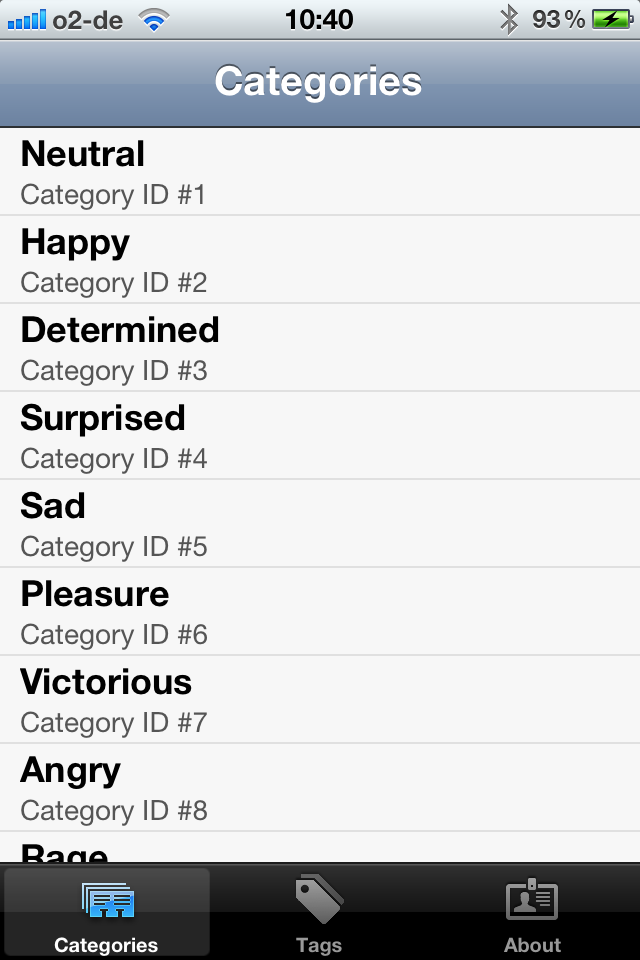 o2-de 10:40 93%
Categories
Neutral
Category ID #1
Happy
Category ID #2
Determined
Category ID #3
Surprised
Category ID #4
Sad
Category ID #5
Pleasure
Category ID #6
Victorious
Category ID #7
Angry
Category ID #8
Rage
Categories Tags About